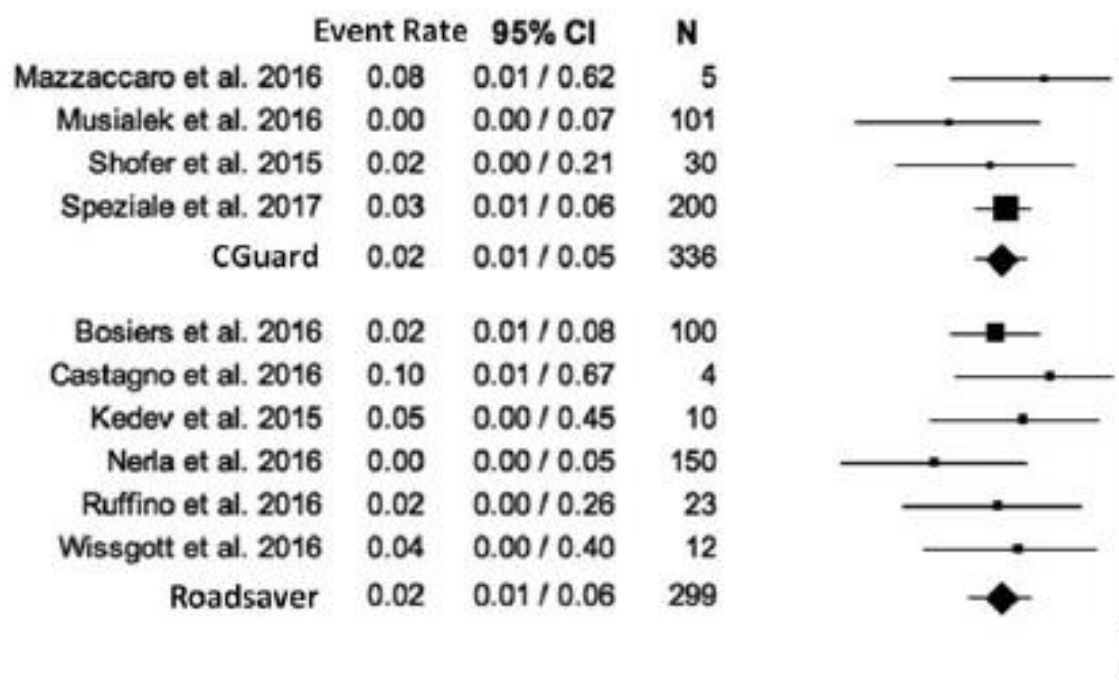 Event Rate 95% CI N
Mazzaccaro et al. 2016 0.08 0.01 / 0.62 5
Musialek et al. 2016 0.00 0.00 / 0.07 101
Shofer et al. 2015 0.02 0.00 / 0.21 30
Speziale et al. 2017 0.03 0.01 / 0.06 200
CGuard 0.02 0.01 / 0.05 336
Bosiers et al. 2016 0.02 0.01 / 0.08 100
Castagno et al. 2016 0.10 0.01 / 0.67 4
Kedev et al. 2015 0.05 0.00 / 0.45 10
Nerla et al. 2016 0.00 0.00 / 0.05 150
Ruffino et al. 2016 0.02 0.00 / 0.26 23
Wissgott et al. 2016 0.04 0.00 / 0.40 12
Roadsaver 0.02 0.01 / 0.06 299